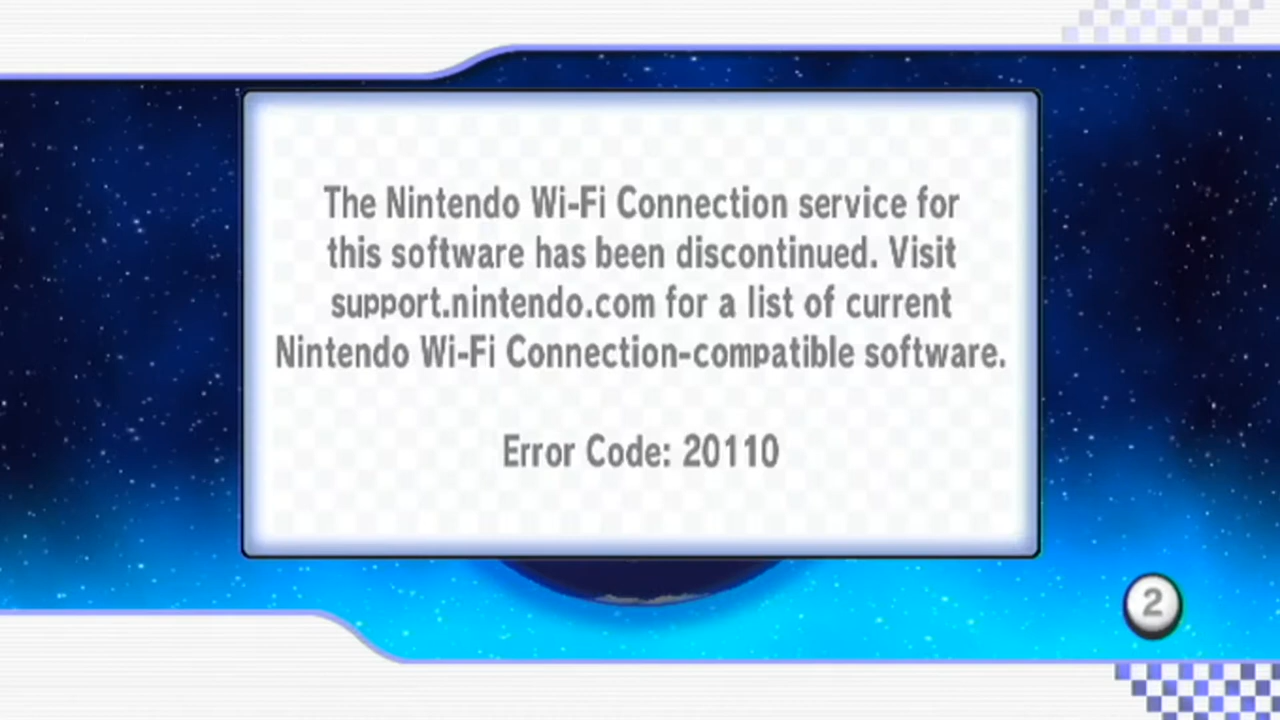 The Nintendo Wi-Fi Connection service for
this software has been discontinued. Visit
support.nintendo.com for a list of current
Nintendo Wi-Fi Connection-compatible software.
Error Code: 20110
2